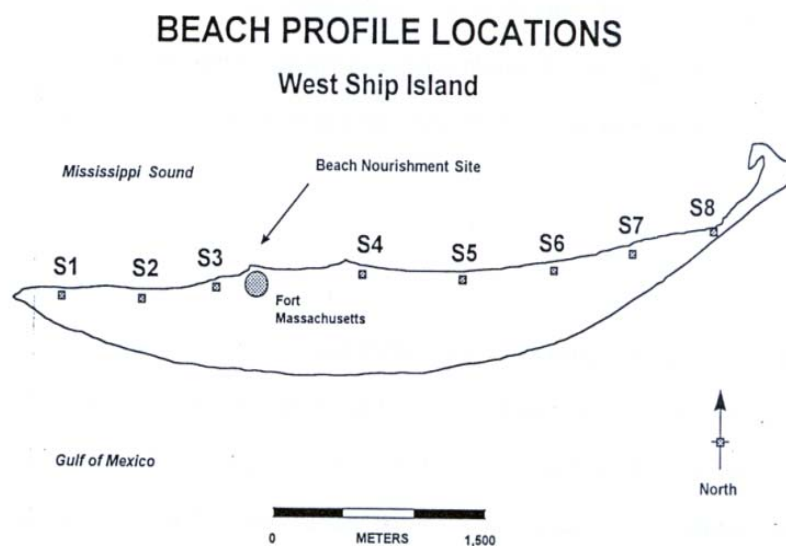 BEACH PROFILE LOCATIONS
West Ship Island
Mississippi Sound
Beach Nourishment Site
S1
S2
S3
S4
S5
S6
S7
S8
Fort
Massachusetts
Gulf of Mexico
North
0 METERS 1,500